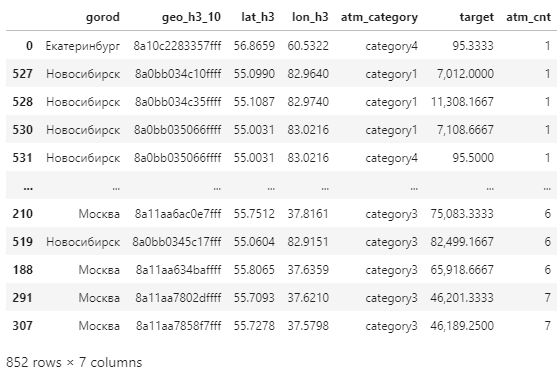 gorod geo_h3_10 lat_h3 lon_h3 atm_category target atm_cnt
0 Екатеринбург 8a10c2283357fff 56.8659 60.5322 category4 95.3333 1
527 Новосибирск 8a0bb034c10ffff 55.0990 82.9640 category1 7,012.0000 1
528 Новосибирск 8a0bb034c35ffff 55.1087 82.9740 category1 11,308.1667 1
530 Новосибирск 8a0bb035066ffff 55.0031 83.0216 category1 7,108.6667 1
531 Новосибирск 8a0bb035066ffff 55.0031 83.0216 category4 95.5000 1
... ... ... ... ... ... ... ...
210 Москва 8a11aa6ac0e7fff 55.7512 37.8161 category3 75,083.3333 6
519 Новосибирск 8a0bb0345c17fff 55.0604 82.9151 category3 82,499.1667 6
188 Москва 8a11aa634baffff 55.8065 37.6359 category3 65,918.6667 6
291 Москва 8a11aa7802dffff 55.7093 37.6210 category3 46,201.3333 7
307 Москва 8a11aa7858f7fff 55.7278 37.5798 category3 46,189.2500 7
852 rows × 7 columns